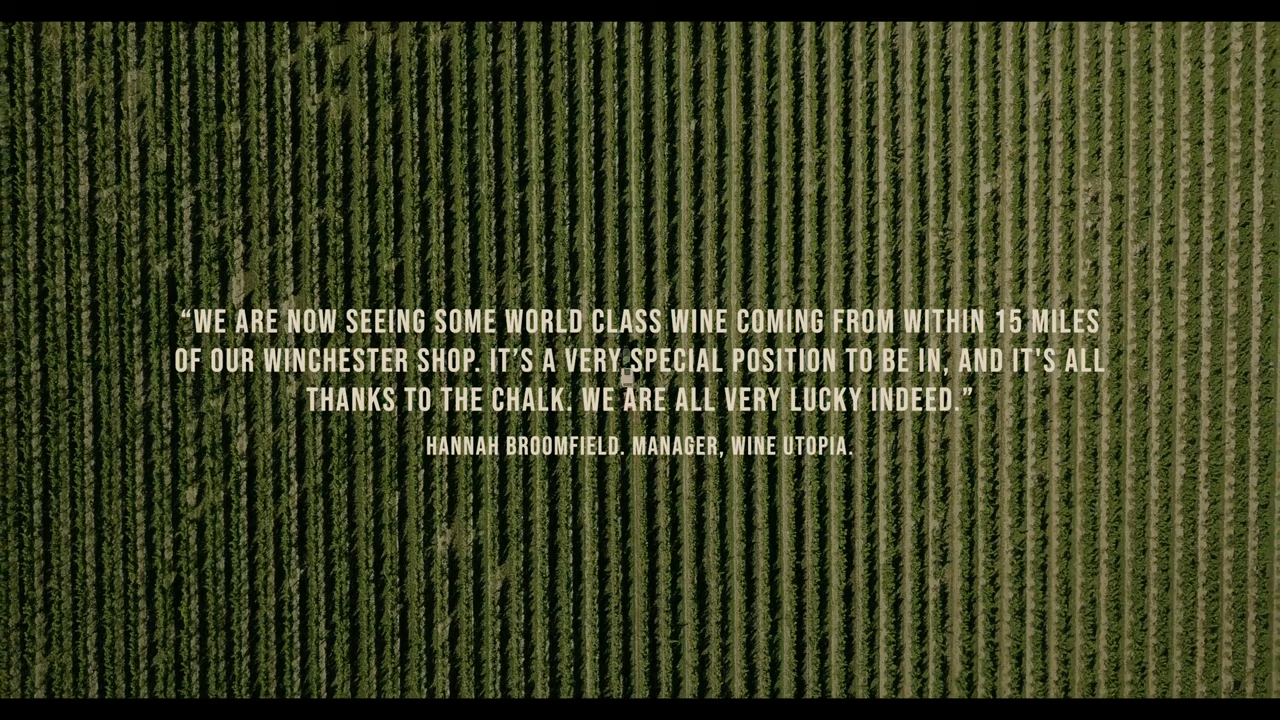 “WE ARE NOW SEEING SOME WORLD CLASS WINE COMING FROM WITHIN 15 MILES
OF OUR WINCHESTER SHOP. IT’S A VERY SPECIAL POSITION TO BE IN, AND IT'S ALL
THANKS TO THE CHALK. WE ARE ALL VERY LUCKY INDEED.”
HANNAH BROOMFIELD. MANAGER, WINE UTOPIA.